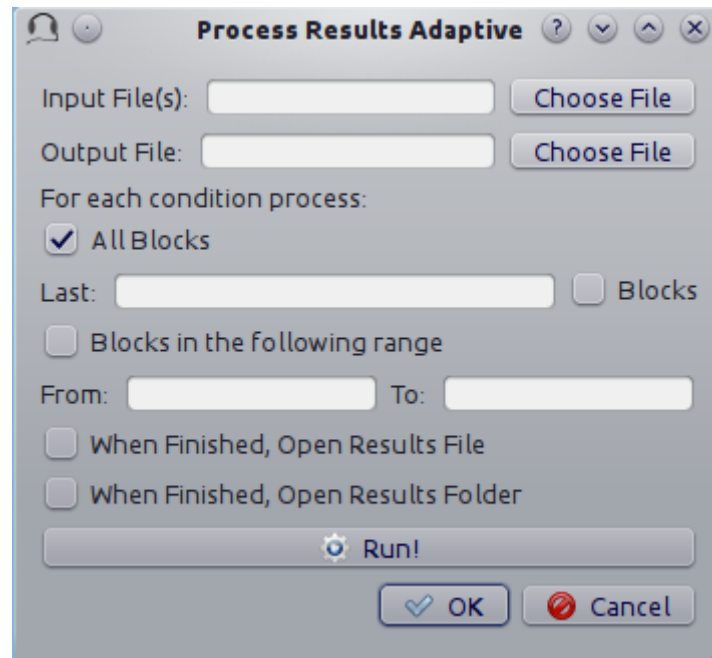 Process Results Adaptive ?
Input File(s): Choose File
Output File: Choose File
For each condition process:
All Blocks
Last: Blocks
Blocks in the following range
From: To:
When Finished, Open Results File
When Finished, Open Results Folder
Run!
OK Cancel